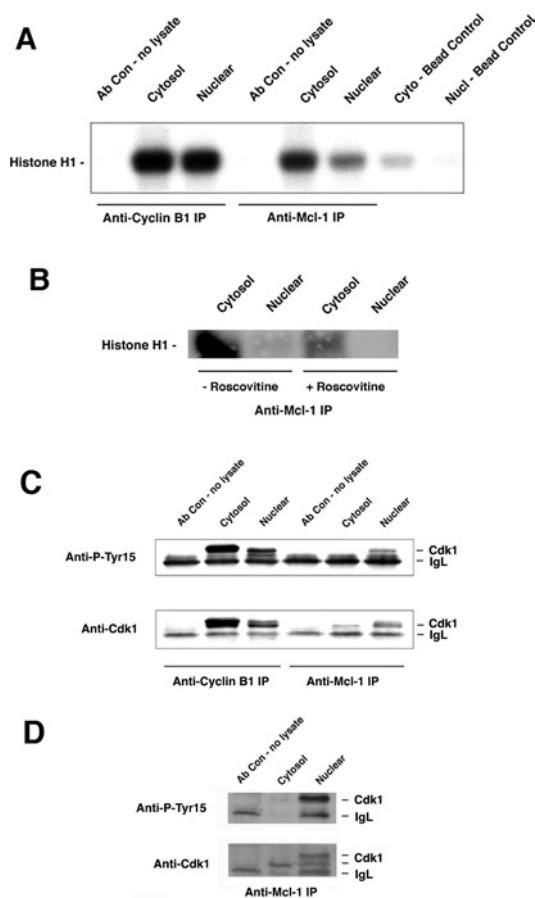 A
Ab Con - no lysate
Cytosol
Nuclear
Ab Con - no lysate
Cytosol
Nuclear
Cyto - Bead Control
Nucl - Bead Control
Histone H1 -
Anti-Cyclin B1 IP
Anti-Mcl-1 IP
B
Cytosol
Nuclear
Cytosol
Nuclear
Histone H1 -
- Roscovitine
+ Roscovitine
Anti-Mcl-1 IP
C
Ab Con - no lysate
Cytosol
Nuclear
Ab Con - no lysate
Cytosol
Nuclear
Anti-P-Tyr15
– Cdk1
– IgL
Anti-Cdk1
– Cdk1
– IgL
Anti-Cyclin B1 IP
Anti-Mcl-1 IP
D
Ab Con - no lysate
Cytosol
Nuclear
Anti-P-Tyr15
– Cdk1
– IgL
Anti-Cdk1
– Cdk1
– IgL
Anti-Mcl-1 IP